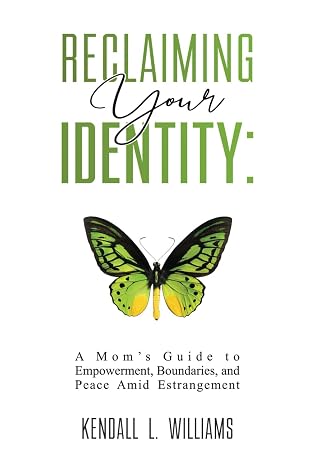 RECLAIMING
Your
IDENTITY:
A Mom's Guide to
Empowerment, Boundaries, and
Peace Amid Estrangement
KENDALL L. WILLIAMS